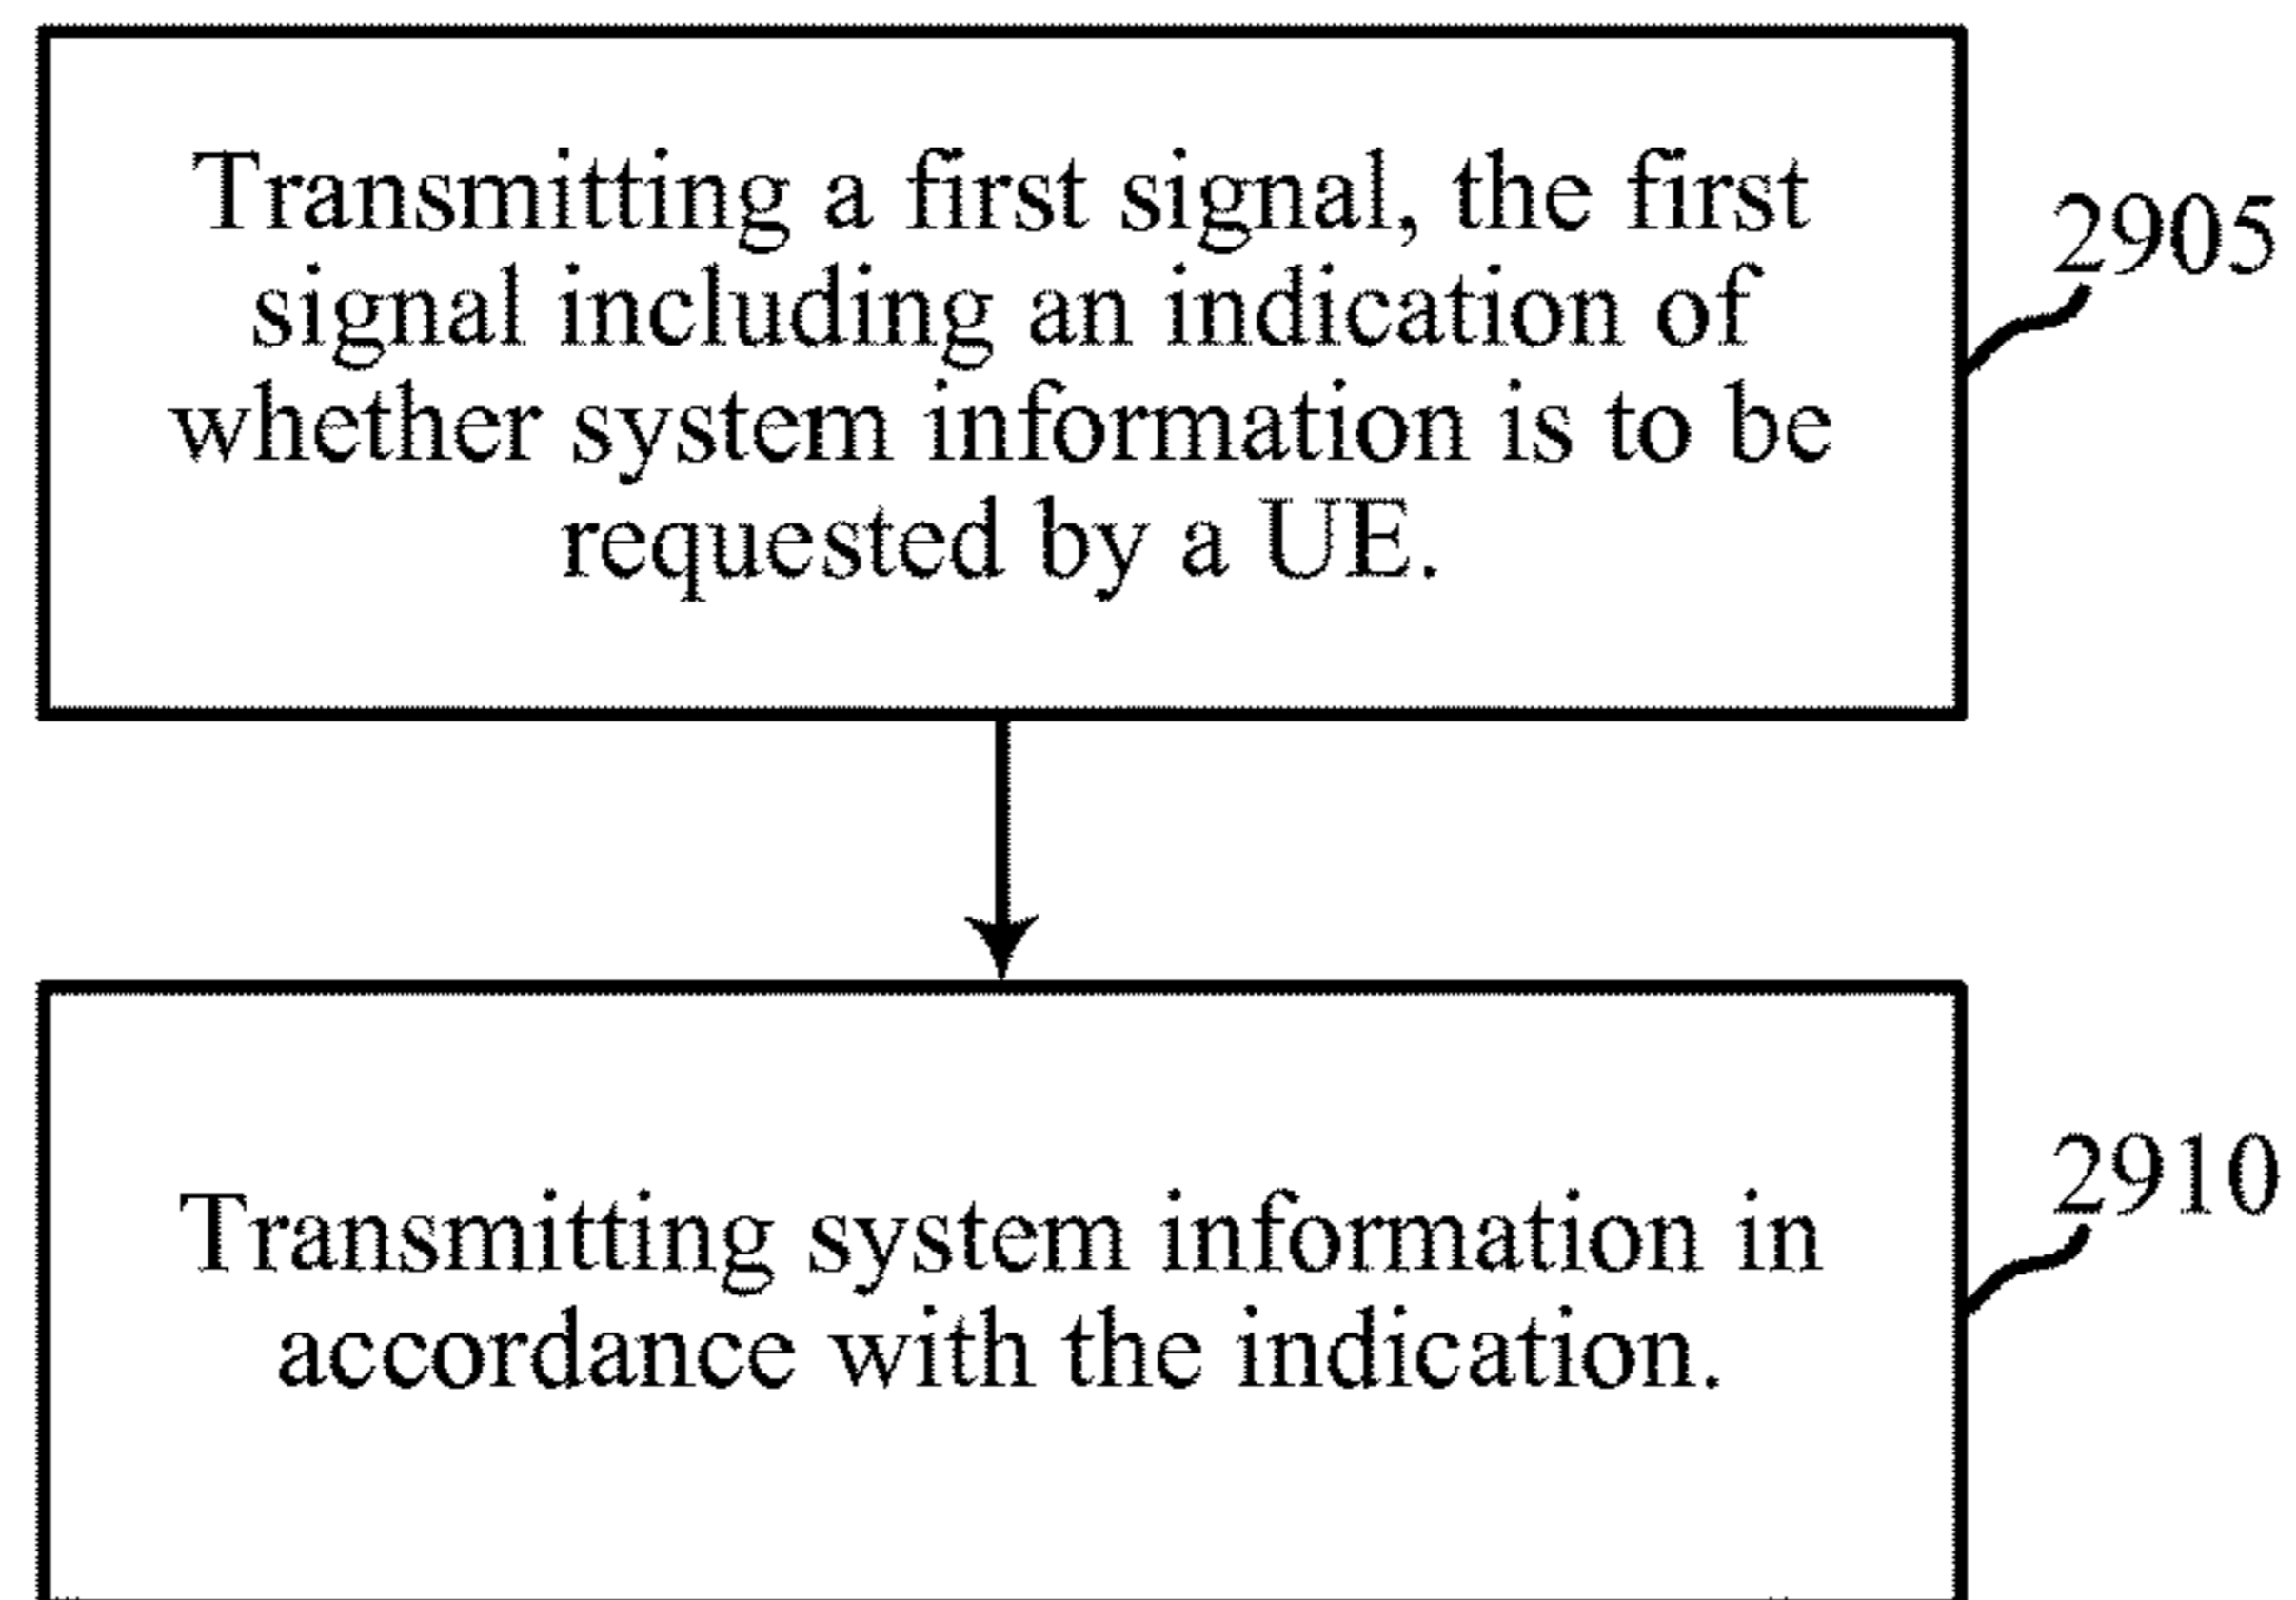 Transmitting a first signal, the first
signal including an indication of
whether system information is to be
requested by a UE.
2905
Transmitting system information in
accordance with the indication.
2910